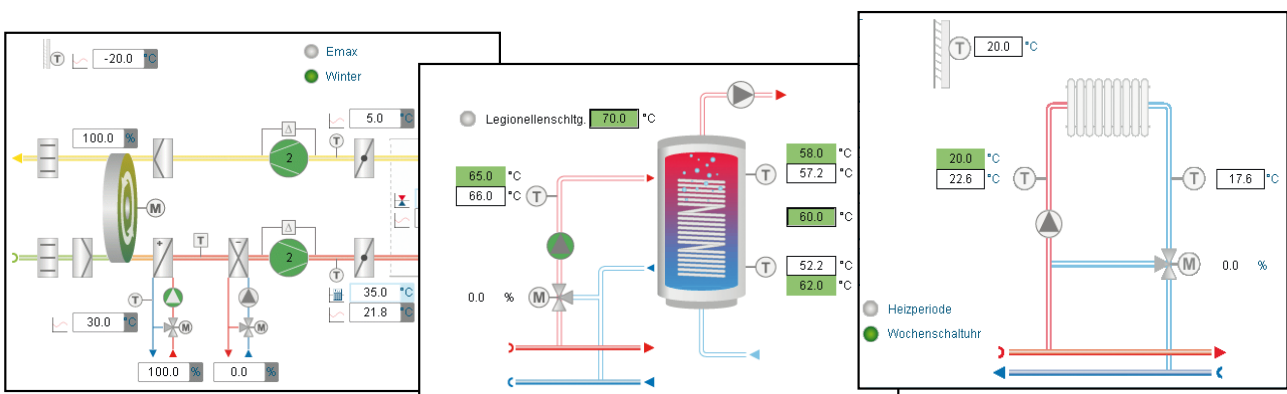 T -20.0 °C
Emax
Winter
100.0 %
Δ
5.0 °C
2
T
M
T
Δ
2
+
−
T
T
35.0 °C
21.8 °C
30.0 °C
M
M
100.0 %
0.0 %
Legionellenschltg. 70.0 °C
65.0 °C
66.0 °C
T
58.0 °C
T 57.2 °C
60.0 °C
52.2 °C
T
62.0 °C
0.0 % M
T 20.0 °C
20.0 °C
22.6 °C
T
T 17.6 °C
M 0.0 %
Heizperiode
Wochenschaltuhr